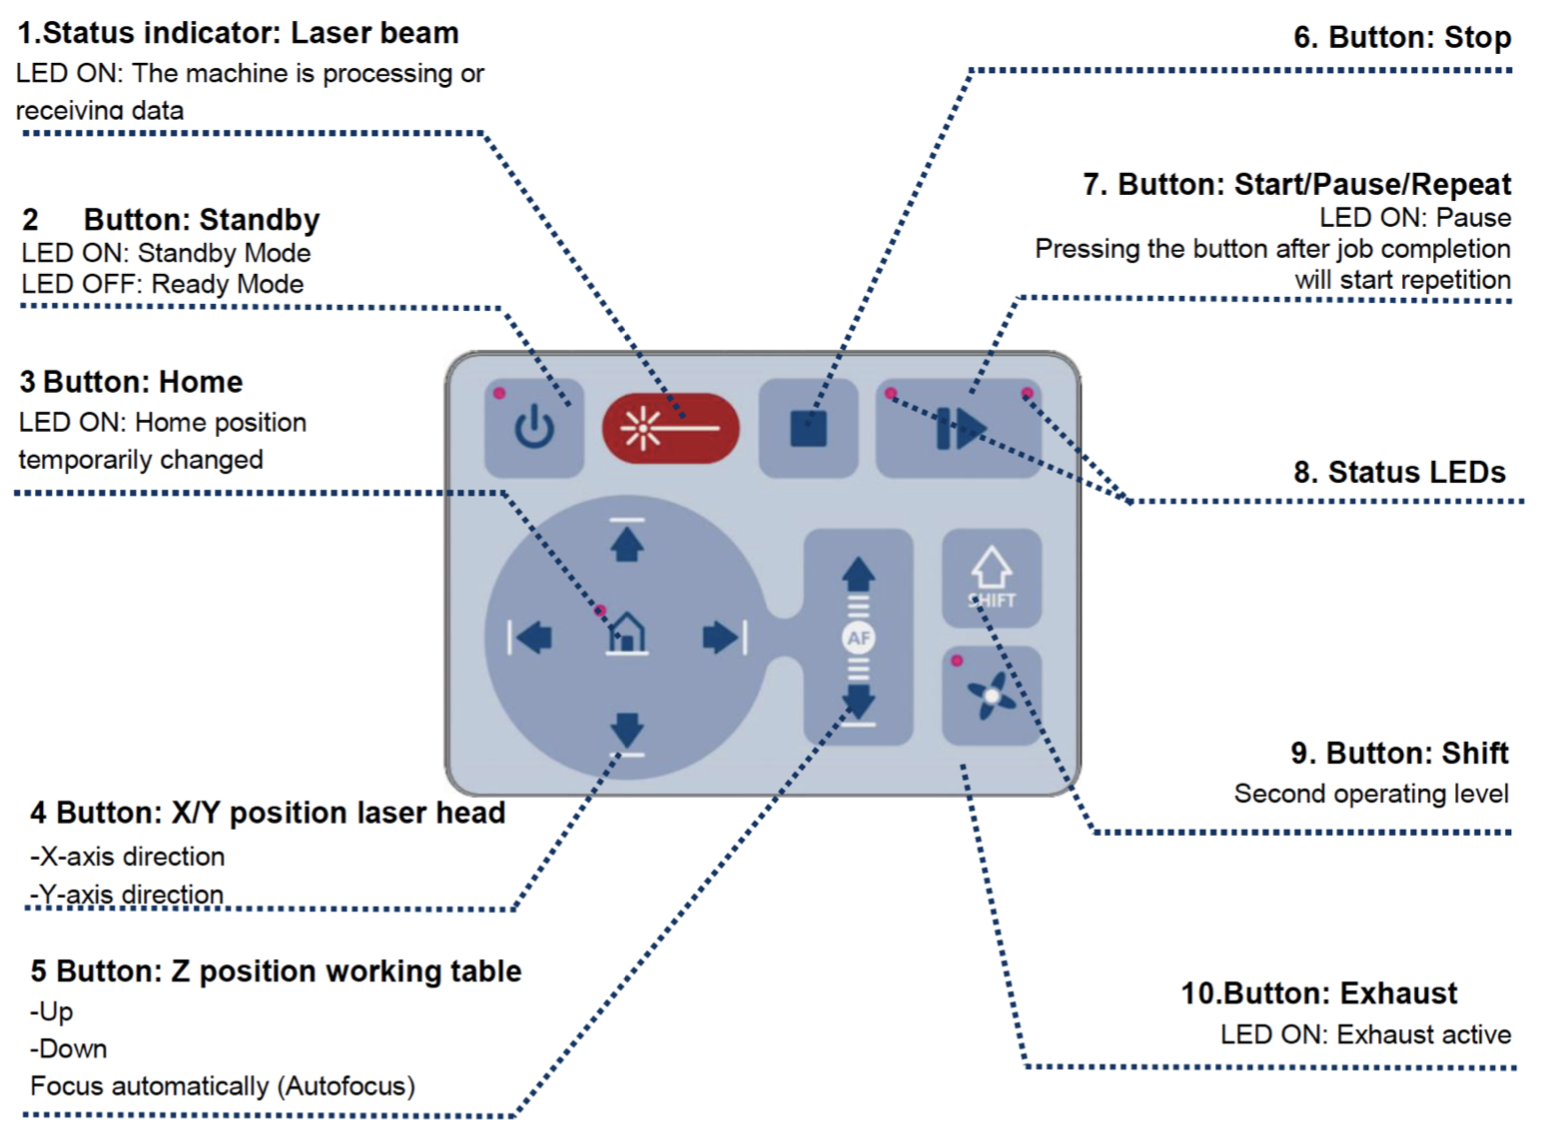 1.Status indicator: Laser beam
LED ON: The machine is processing or
receiving data
2 Button: Standby
LED ON: Standby Mode
LED OFF: Ready Mode
3 Button: Home
LED ON: Home position
temporarily changed
4 Button: X/Y position laser head
-X-axis direction
-Y-axis direction
5 Button: Z position working table
-Up
-Down
Focus automatically (Autofocus)
6. Button: Stop
7. Button: Start/Pause/Repeat
LED ON: Pause
Pressing the button after job completion
will start repetition
8. Status LEDs
9. Button: Shift
Second operating level
10.Button: Exhaust
LED ON: Exhaust active
SHIFT
AF